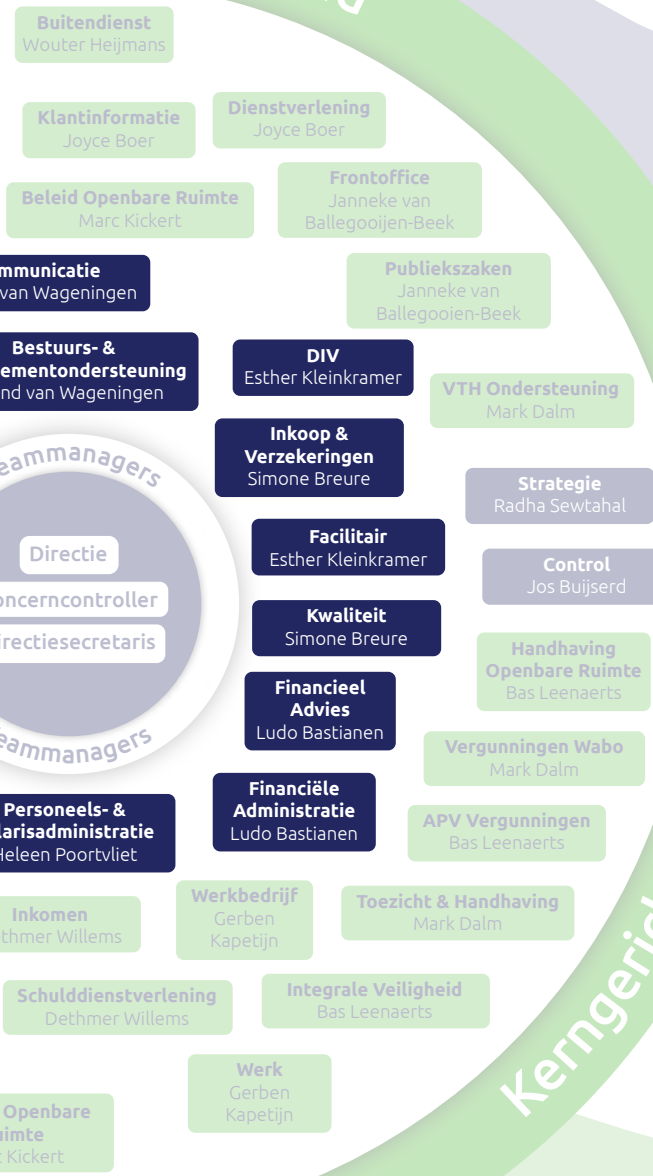 Buitendienst
Wouter Heijmans
Klantinformatie
Joyce Boer
Dienstverlening
Joyce Boer
Beleid Openbare Ruimte
Marc Kickert
Frontoffice
Janneke van
Ballegooijen-Beek
mmunicatie
van Wageningen
Publiekszaken
Janneke van
Ballegooien-Beek
Bestuurs- &
ementondersteuning
nd van Wageningen
DIV
Esther Kleinkramer
VTH Ondersteuning
Mark Dalm
Inkoop &
Verzekeringen
Simone Breure
eammanagers
Strategie
Radha Sewtahal
Directie
oncerncontroller
irectiesecretaris
Facilitair
Esther Kleinkramer
Control
Jos Buijserd
Kwaliteit
Simone Breure
Handhaving
Openbare Ruimte
Bas Leenaerts
Financieel
Advies
Ludo Bastianen
eammanagers
Vergunningen Wabo
Mark Dalm
Personeels- &
larisadministratie
Heleen Poortvliet
Financiële
Administratie
Ludo Bastianen
APV Vergunningen
Bas Leenaerts
Inkomen
thmer Willems
Werkbedrijf
Gerben
Kapetijn
Toezicht & Handhaving
Mark Dalm
Schulddienstverlening
Dethmer Willems
Integrale Veiligheid
Bas Leenaerts
Kerngeric
Werk
Gerben
Kapetijn
Openbare
uimte
Kickert